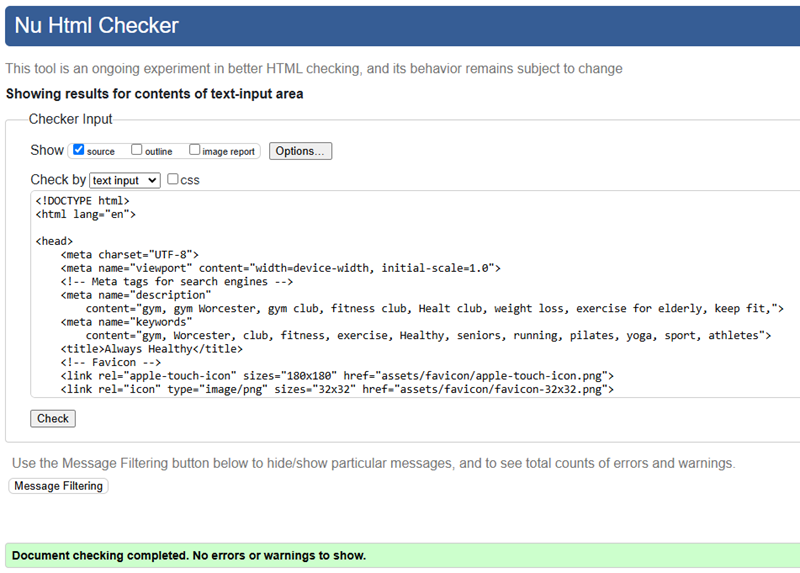 Nu Html Checker
This tool is an ongoing experiment in better HTML checking, and its behavior remains subject to change
Showing results for contents of text-input area
Checker Input
Show source outline image report Options...
Check by text input css
<!DOCTYPE html>
<html lang="en">
<head>
<meta charset="UTF-8">
<meta name="viewport" content="width=device-width, initial-scale=1.0">
<!-- Meta tags for search engines -->
<meta name="description"
content="gym, gym Worcester, gym club, fitness club, Healt club, weight loss, exercise for elderly, keep fit,">
<meta name="keywords"
content="gym, Worcester, club, fitness, exercise, Healthy, seniors, running, pilates, yoga, sport, athletes">
<title>Always Healthy</title>
<!-- Favicon -->
<link rel="apple-touch-icon" sizes="180x180" href="assets/favicon/apple-touch-icon.png">
<link rel="icon" type="image/png" sizes="32x32" href="assets/favicon/favicon-32x32.png">
Check
Use the Message Filtering button below to hide/show particular messages, and to see total counts of errors and warnings.
Message Filtering
Document checking completed. No errors or warnings to show.